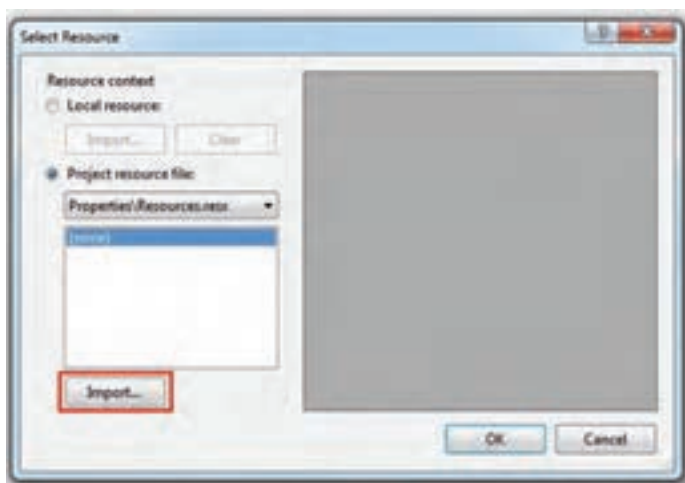 Select Resource
Resource context
Local resource:
Import... Clear
Project resource file:
Properties\Resources.resx
(none)
Import...
OK Cancel